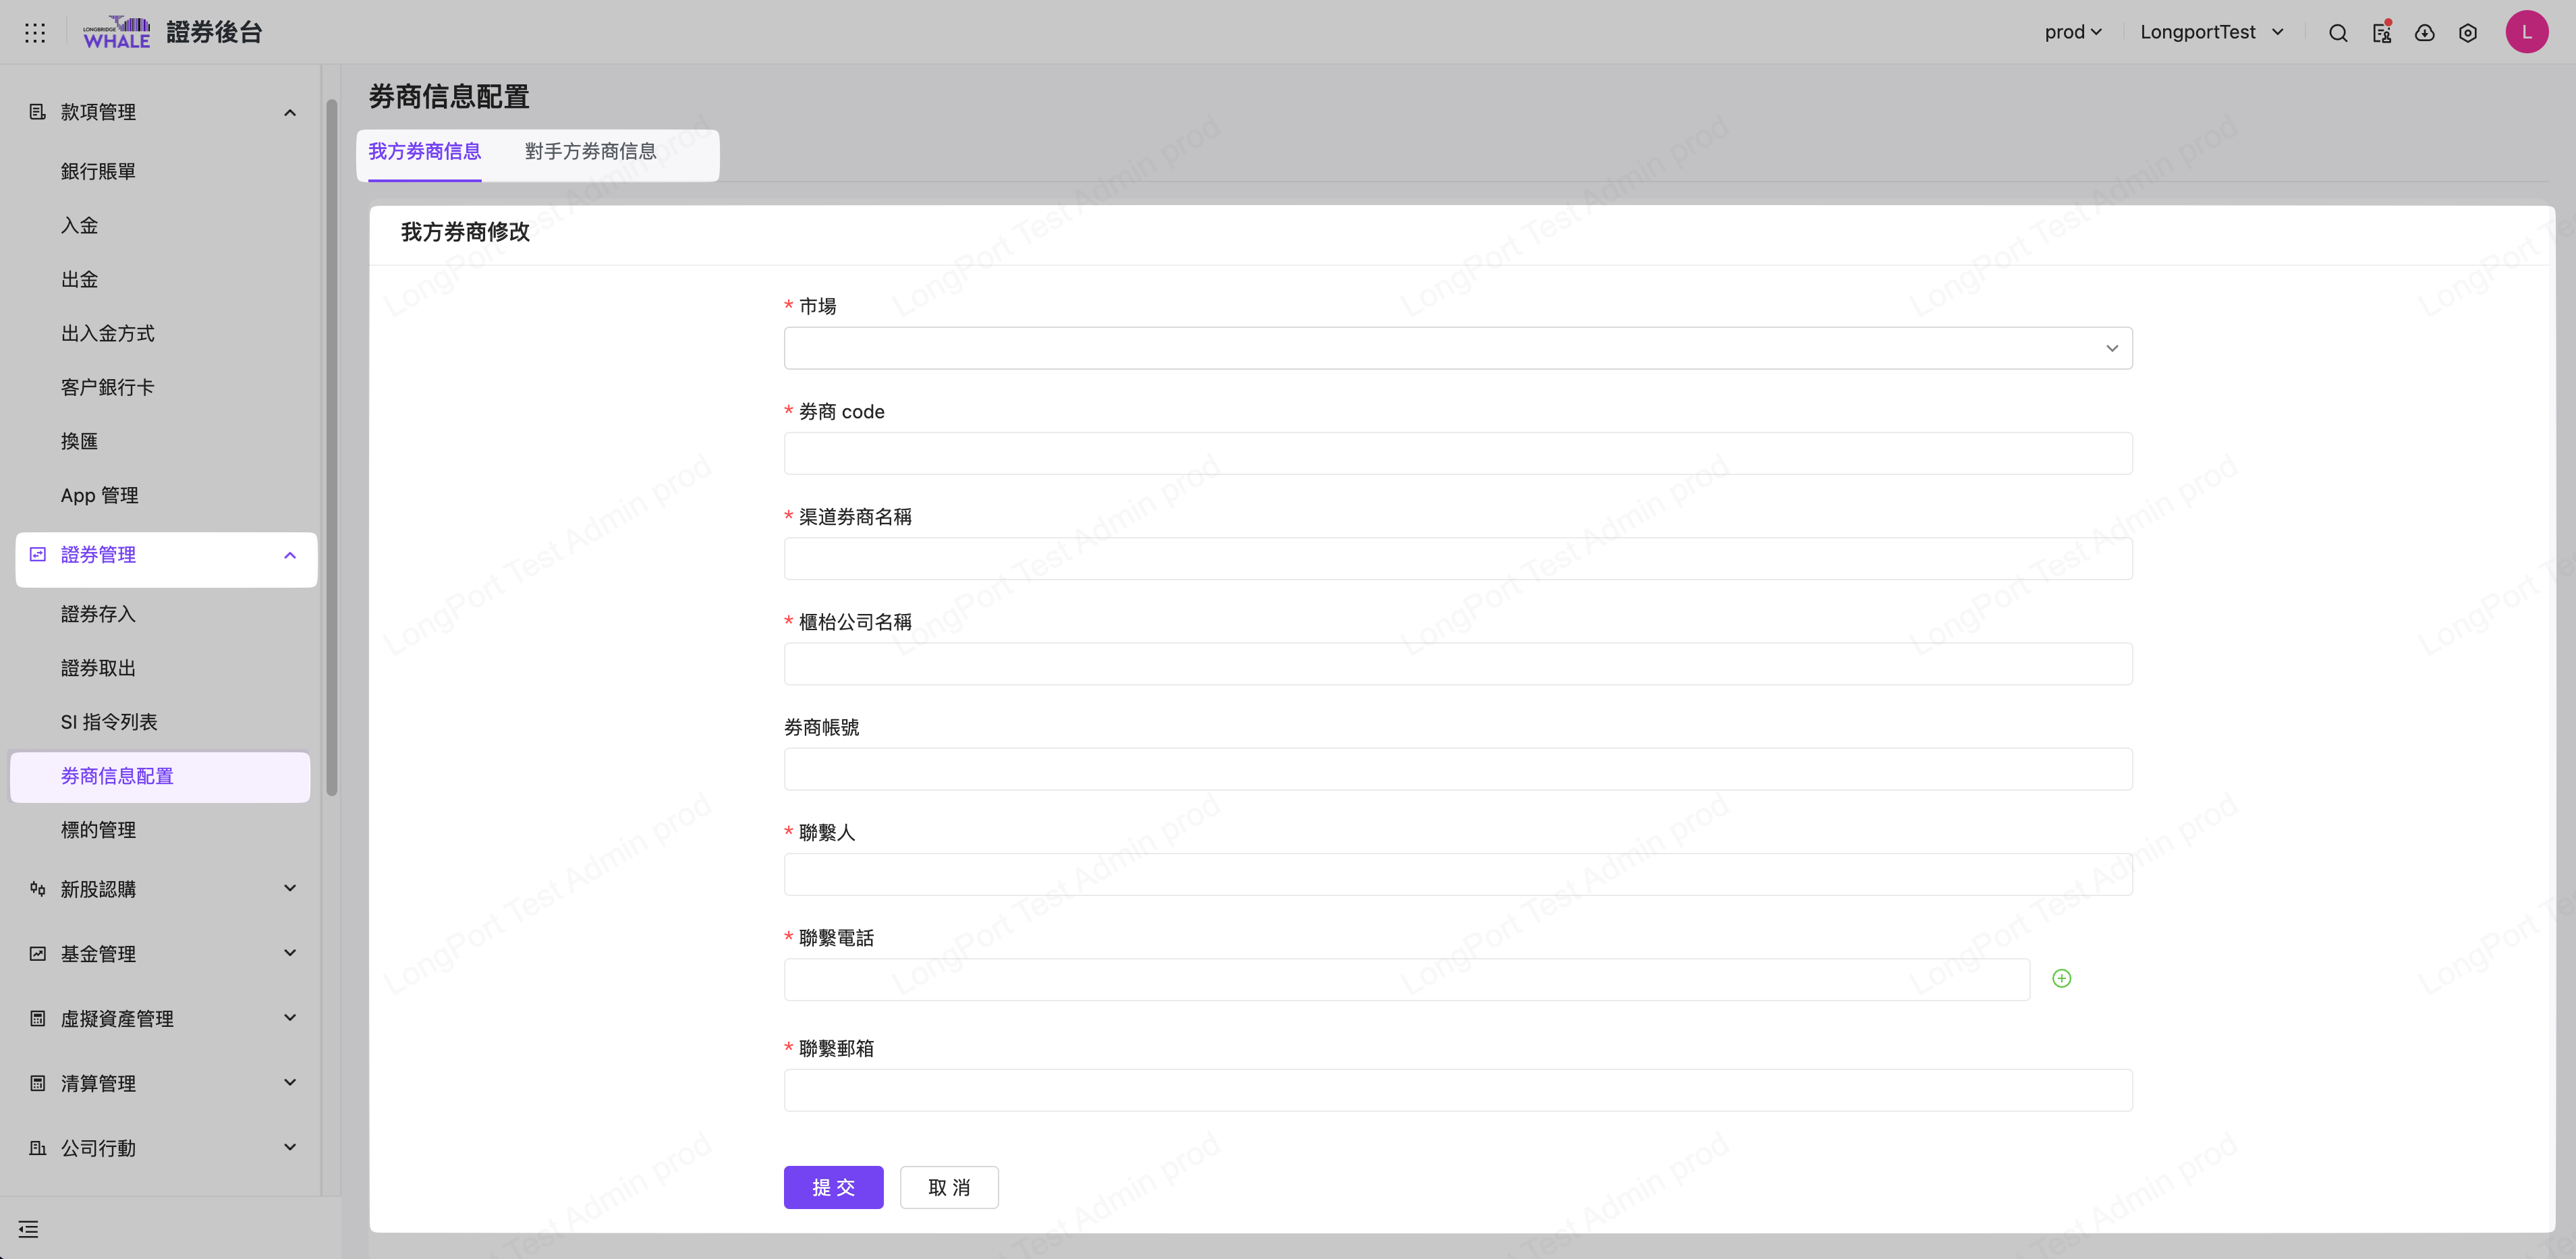 LONGBRIDGE
WHALE
證券後台
prod
LongportTest
L
款項管理
銀行賬單
入金
出金
出入金方式
客户銀行卡
換匯
App 管理
證券管理
證券存入
證券取出
SI 指令列表
券商信息配置
標的管理
新股認購
基金管理
虛擬資產管理
清算管理
公司行動
券商信息配置
我方券商信息
對手方券商信息
我方券商修改
* 市場
* 券商 code
* 渠道券商名稱
* 櫃枱公司名稱
券商帳號
* 聯繫人
* 聯繫電話
* 聯繫郵箱
提 交
取 消
LongPort Test Admin prod